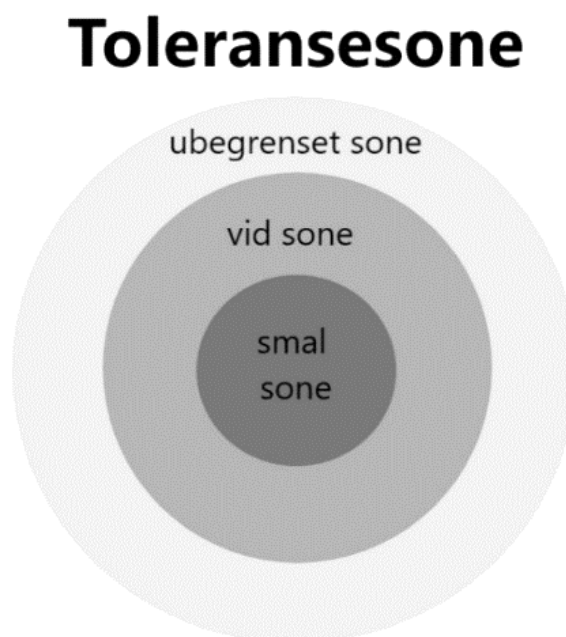 Toleransesone
ubegrenset sone
vid sone
smal
sone